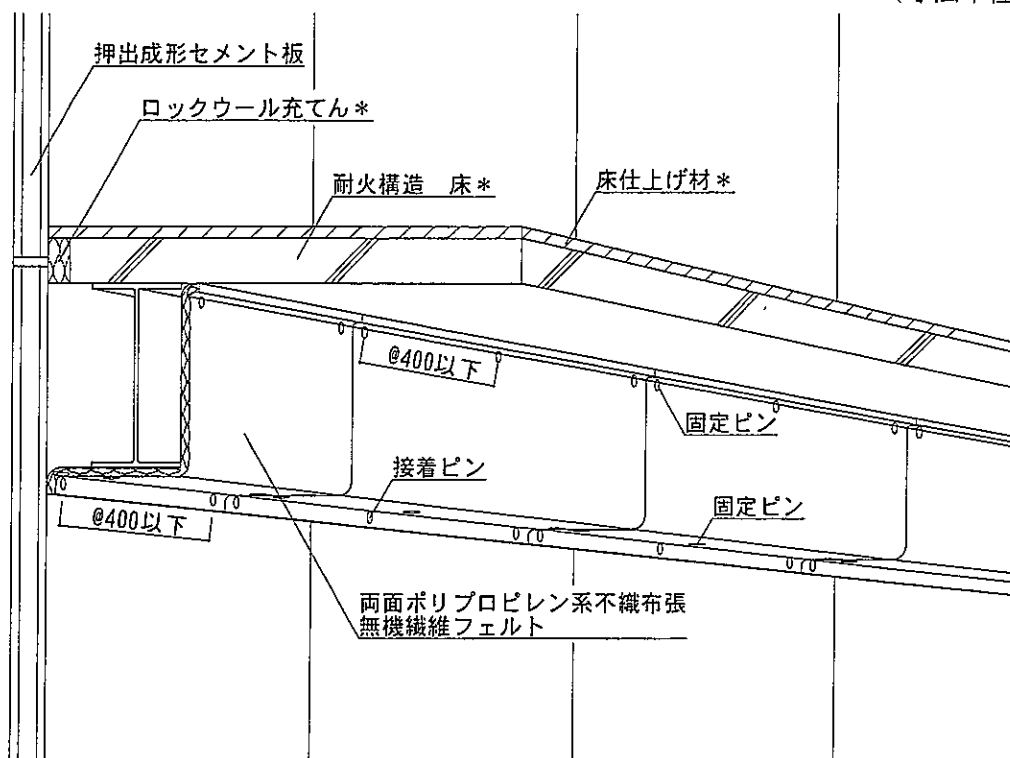 押出成形セメント板
ロックウール充てん*
耐火構造 床*
床仕上げ材*
@400以下
固定ピン
接着ピン
固定ピン
@400以下
両面ポリプロピレン系不織布張
無機繊維フェルト